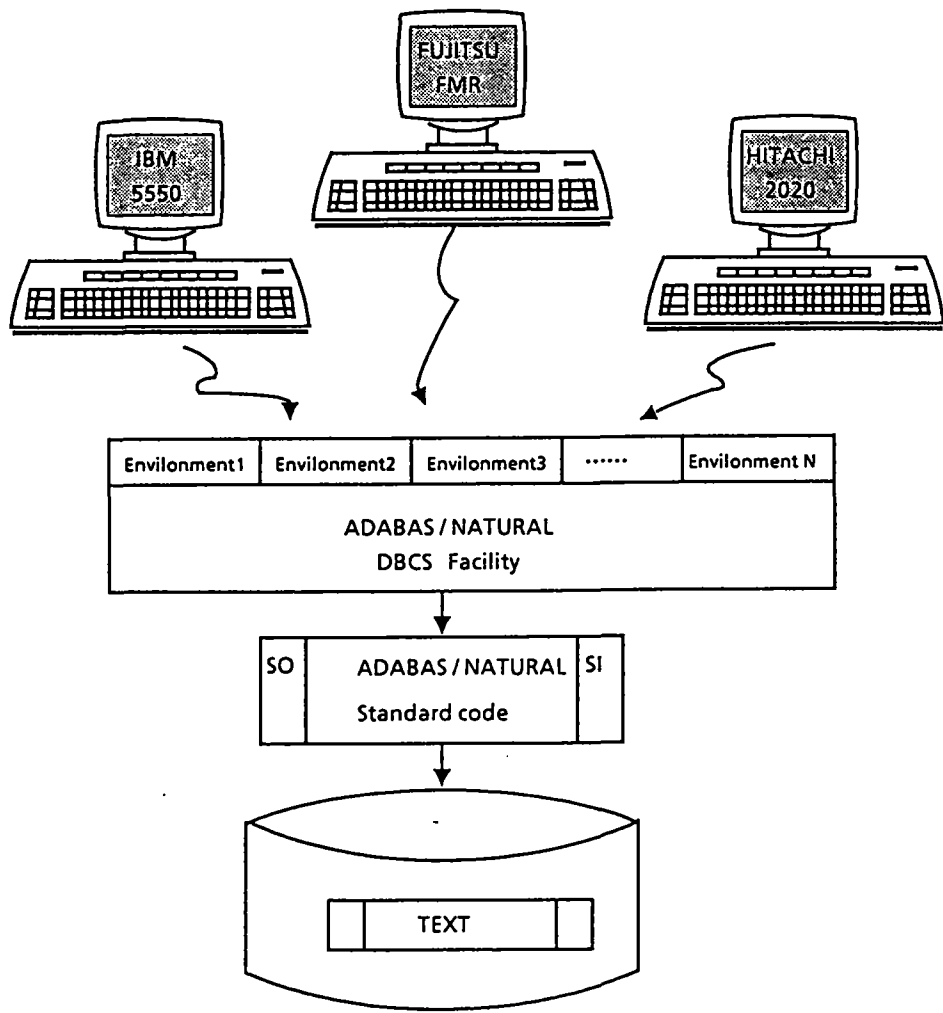 FUJITSU
FMR
JBM
5550
HITACHI
2020
Envilonment1 Envilonment2 Envilonment3 ...... Envilonment N
ADABAS / NATURAL
DBCS Facility
SO ADABAS / NATURAL SI
Standard code
TEXT